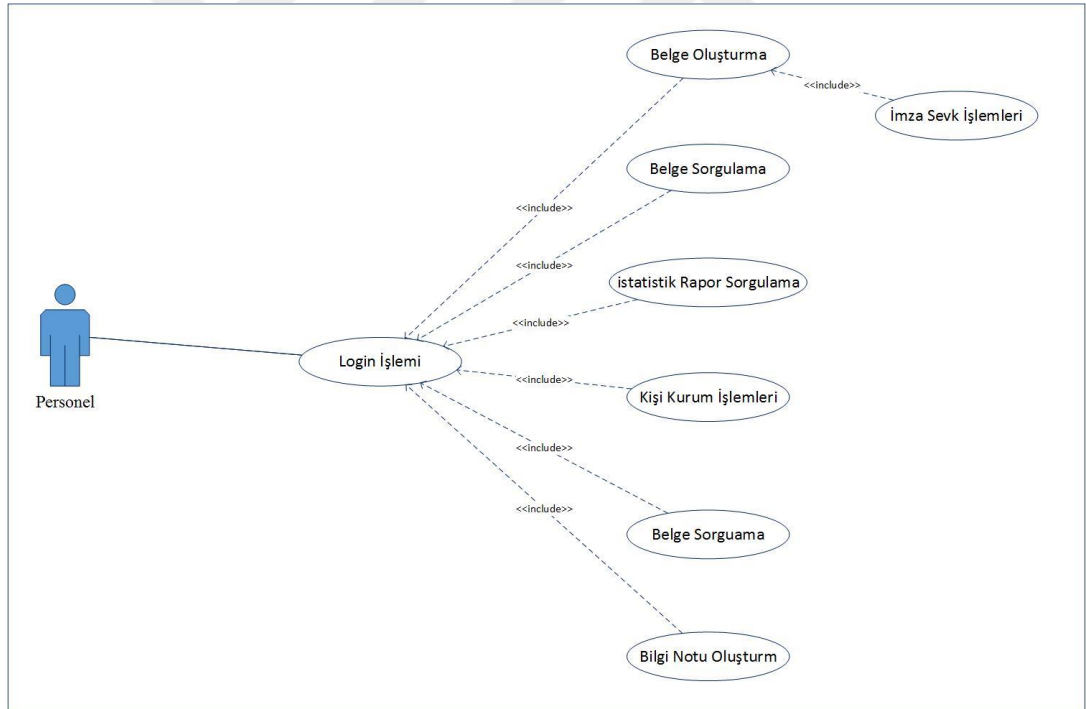 Belge Oluşturma
<<include>>
İmza Sevk İşlemleri
Belge Sorgulama
<<include>>
<<include>>
istatistik Rapor Sorgulama
<<include>>
Login İşlemi
<<include>>
Kişi Kurum İşlemleri
Personel
<<include>>
<<include>>
Belge Sorguama
Bilgi Notu Oluşturm